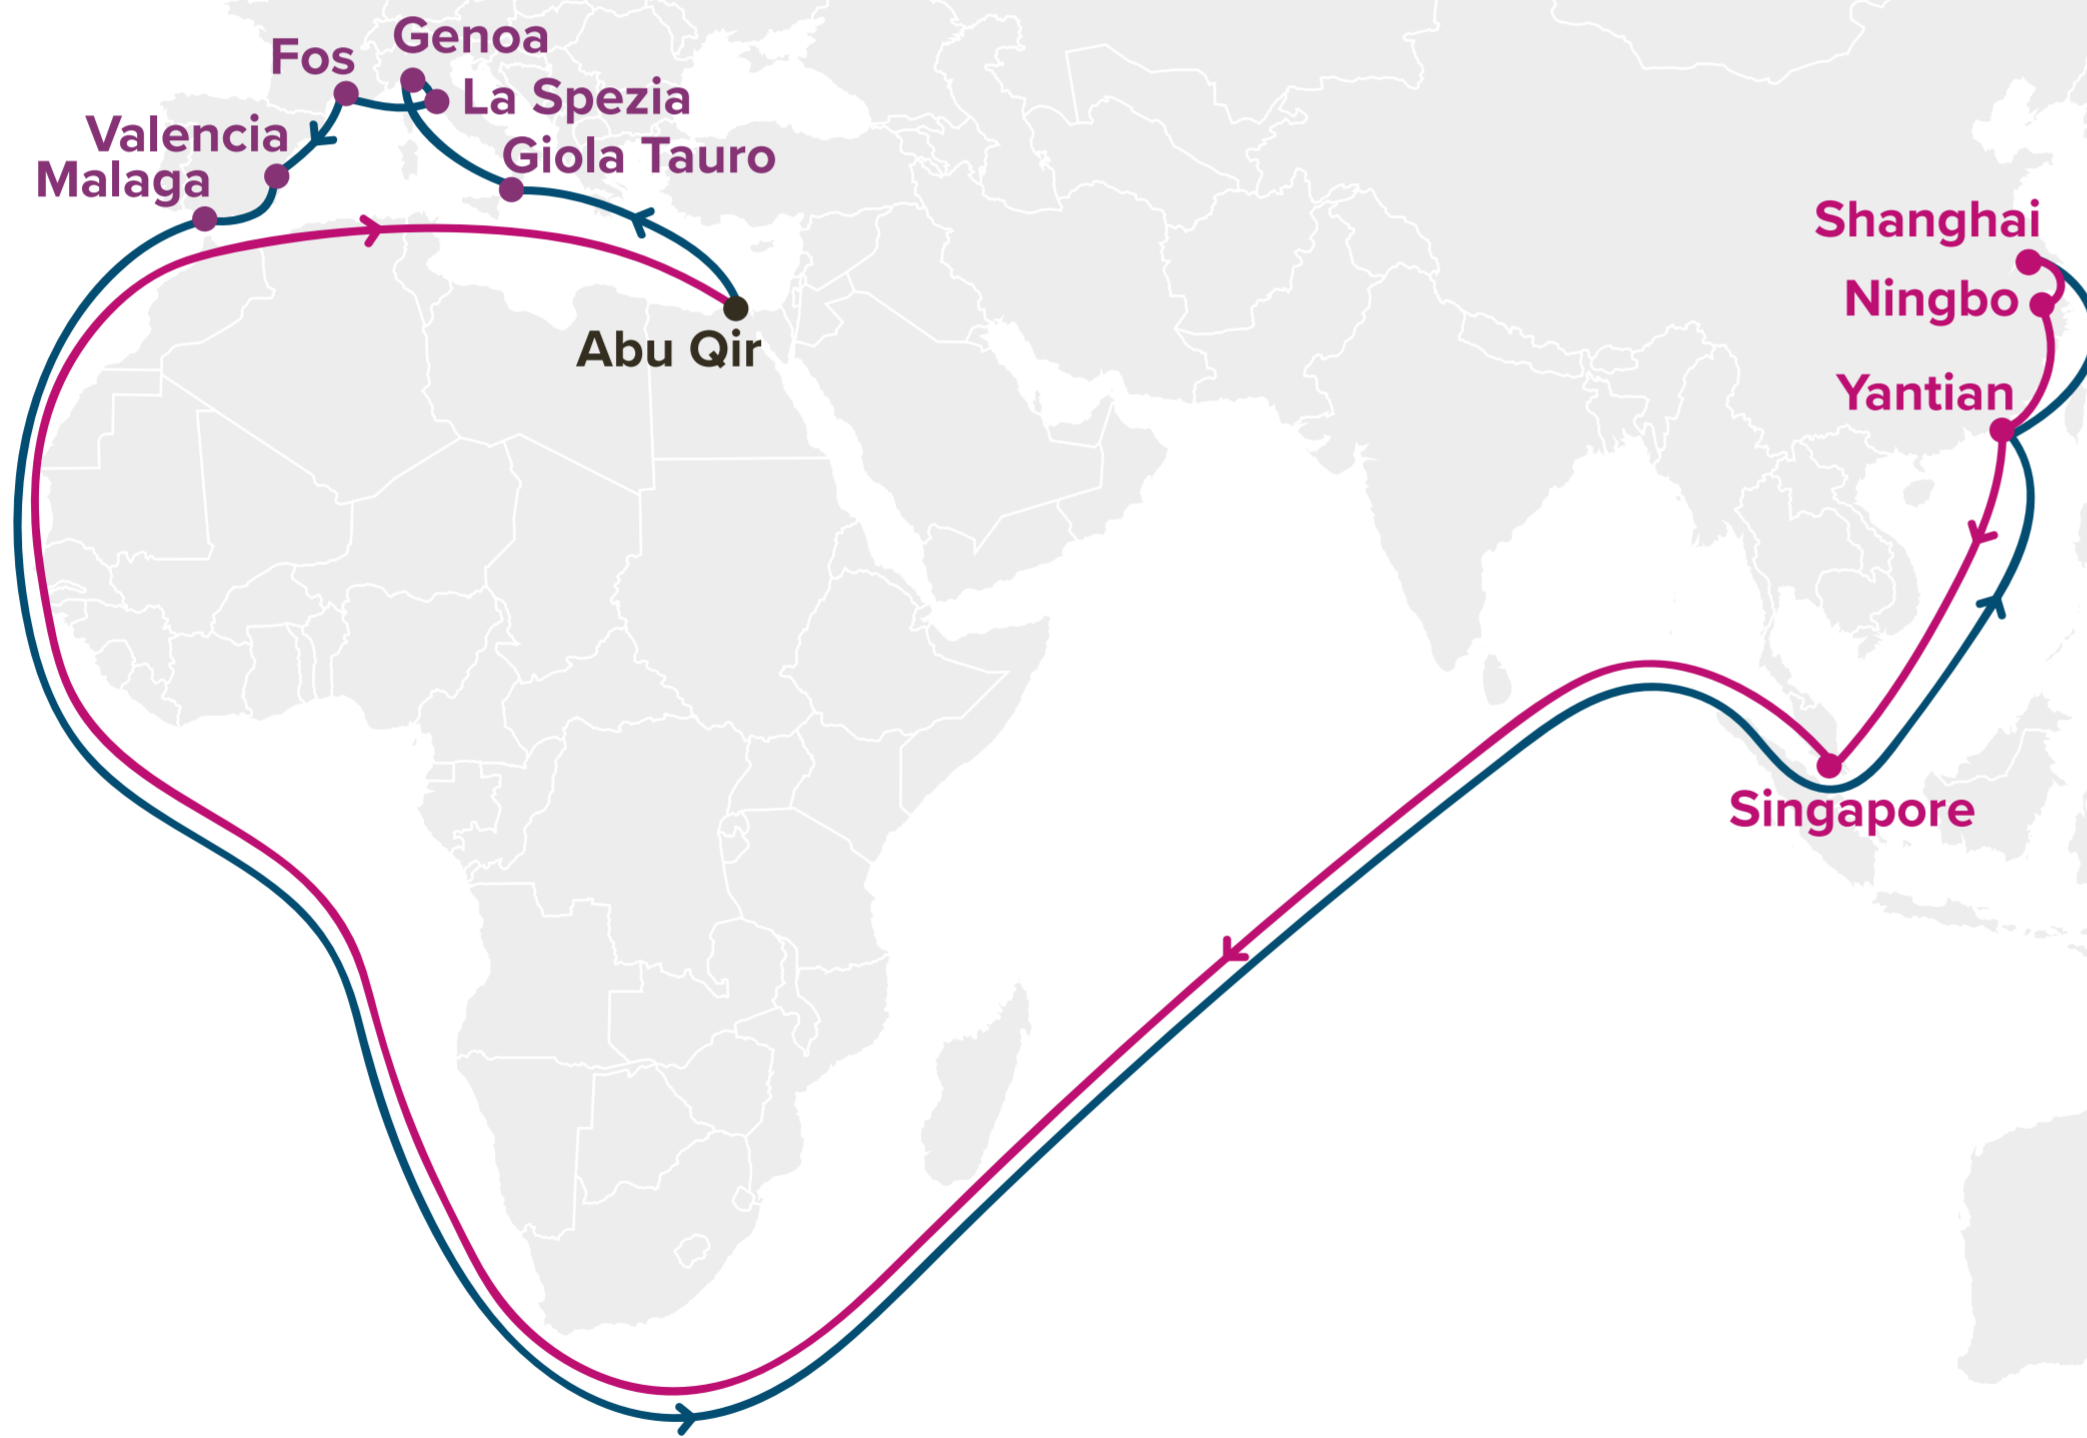 Genoa
Fos
La Spezia
Valencia
Giola Tauro
Malaga
Shanghai
Ningbo
Abu Qir
Yantian
Singapore